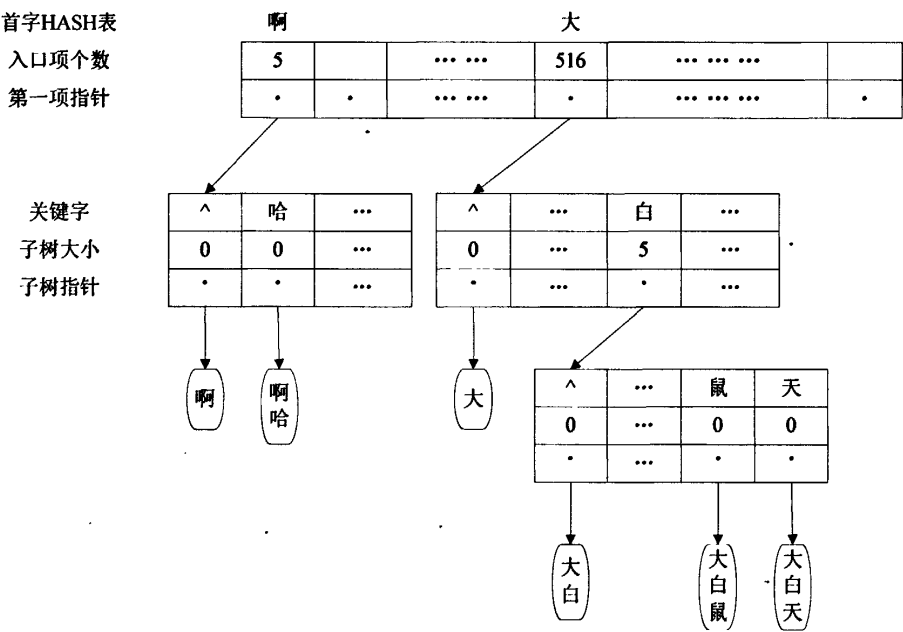 首字HASH表 啊 大
入口项个数 5 ... ... 516 ... ... ...
第一项指针 · · ... ... · ... ... ... ·
关键字 ^ 哈 ... ^ ... 白 ...
子树大小 0 0 ... 0 ... 5 ...
子树指针 · · ... · ... · ...
啊
啊哈
大
^ ... 鼠 天
0 ... 0 0
· ... · ·
大白
大白鼠
大白天